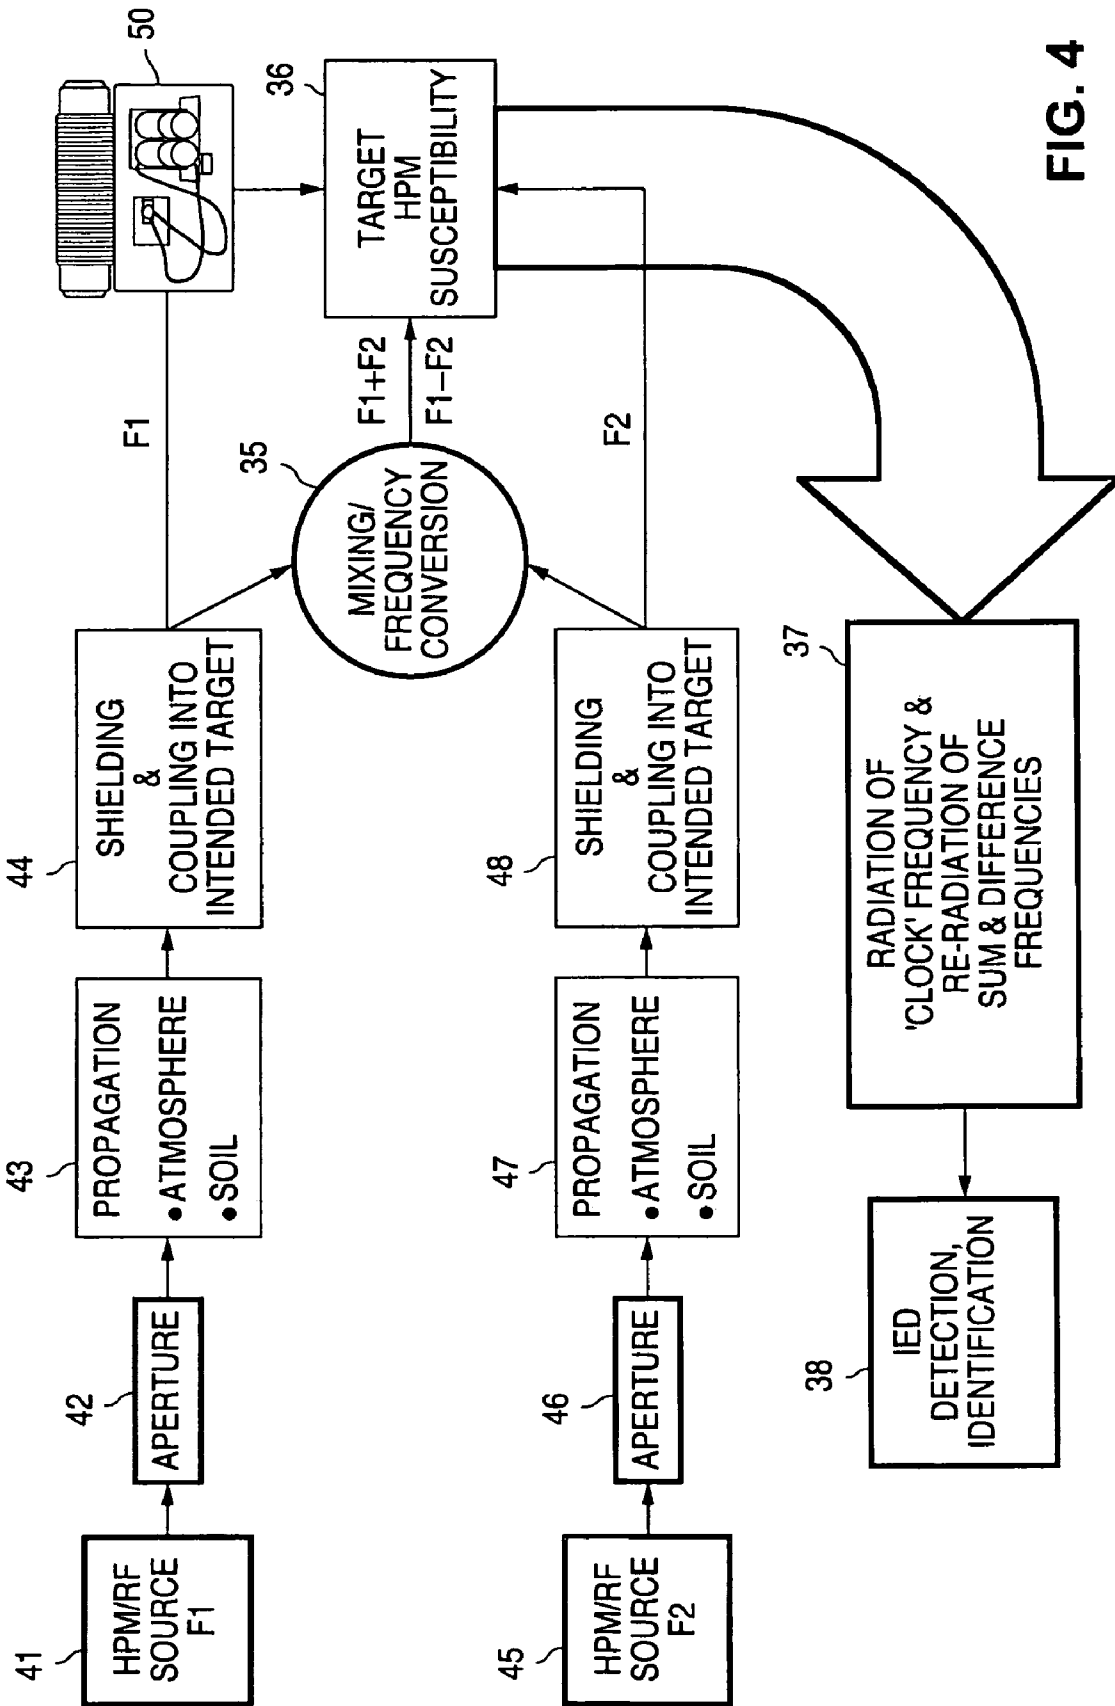 41
HPM/RF
SOURCE
F1
42
APERTURE
43
PROPAGATION
• ATMOSPHERE
• SOIL
44
SHIELDING
&
COUPLING INTO
INTENDED TARGET
F1
50
35
MIXING/
FREQUENCY
CONVERSION
F1+F2
F1–F2
36
TARGET
HPM
SUSCEPTIBILITY
45
HPM/RF
SOURCE
F2
46
APERTURE
47
PROPAGATION
• ATMOSPHERE
• SOIL
48
SHIELDING
&
COUPLING INTO
INTENDED TARGET
F2
38
IED
DETECTION,
IDENTIFICATION
37
RADIATION OF
'CLOCK' FREQUENCY &
RE-RADIATION OF
SUM & DIFFERENCE
FREQUENCIES
FIG. 4